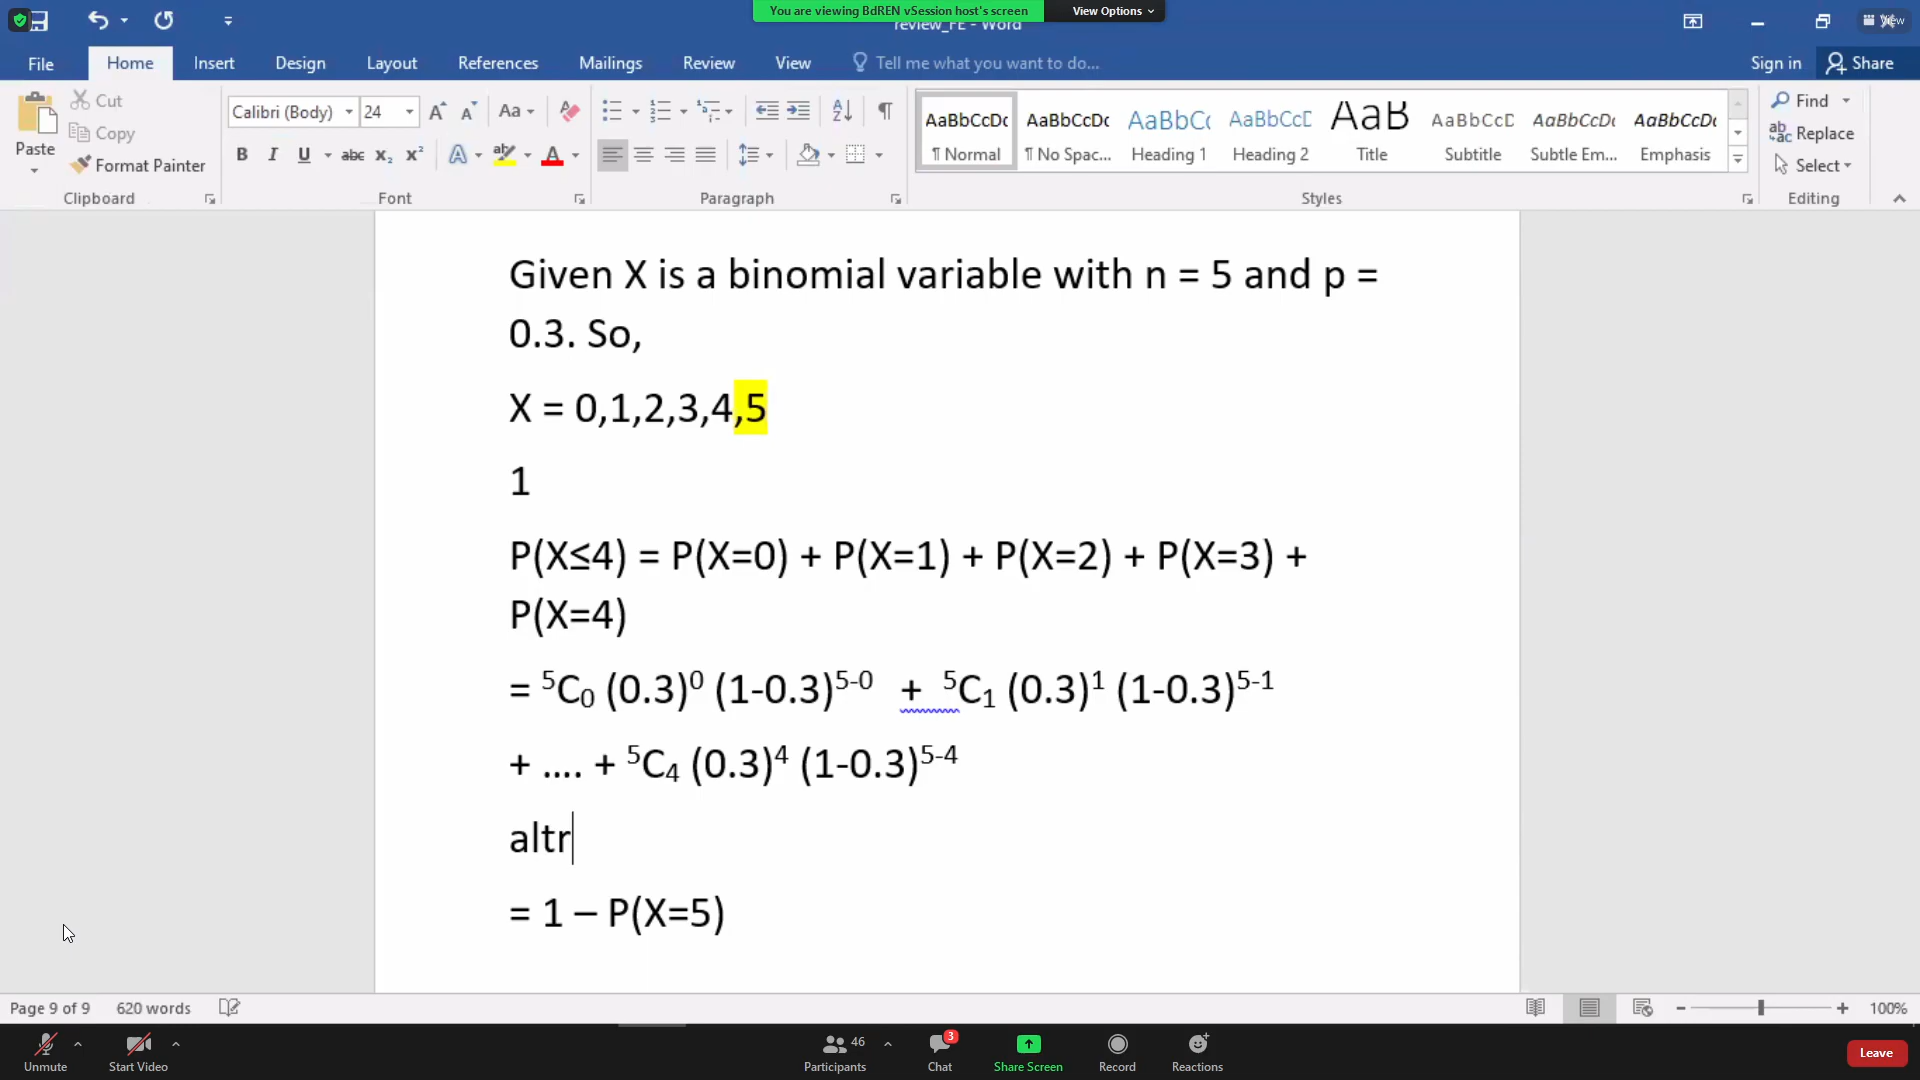 You are viewing BdREN vSession host's screen View Options
review_FE - Word
View
File Home Insert Design Layout References Mailings Review View Tell me what you want to do... Sign in Share
Paste Cut Copy Format Painter
Calibri (Body) 24
AaBbCcDc AaBbCcDc AaBbCc AaBbCcD AaB AaBbCcD AaBbCcDc AaBbCcDc
¶ Normal ¶ No Spac... Heading 1 Heading 2 Title Subtitle Subtle Em... Emphasis
Find
Replace
Select
Clipboard Font Paragraph Styles Editing
Given X is a binomial variable with n = 5 and p =
0.3. So,
X = 0,1,2,3,4,5
1
P(X≤4) = P(X=0) + P(X=1) + P(X=2) + P(X=3) +
P(X=4)
= ⁵C₀ (0.3)⁰ (1-0.3)⁵⁻⁰ + ⁵C₁ (0.3)¹ (1-0.3)⁵⁻¹
+ .... + ⁵C₄ (0.3)⁴ (1-0.3)⁵⁻⁴
altr
= 1 – P(X=5)
Page 9 of 9 620 words 100%
46 3
Unmute Start Video Participants Chat Share Screen Record Reactions Leave